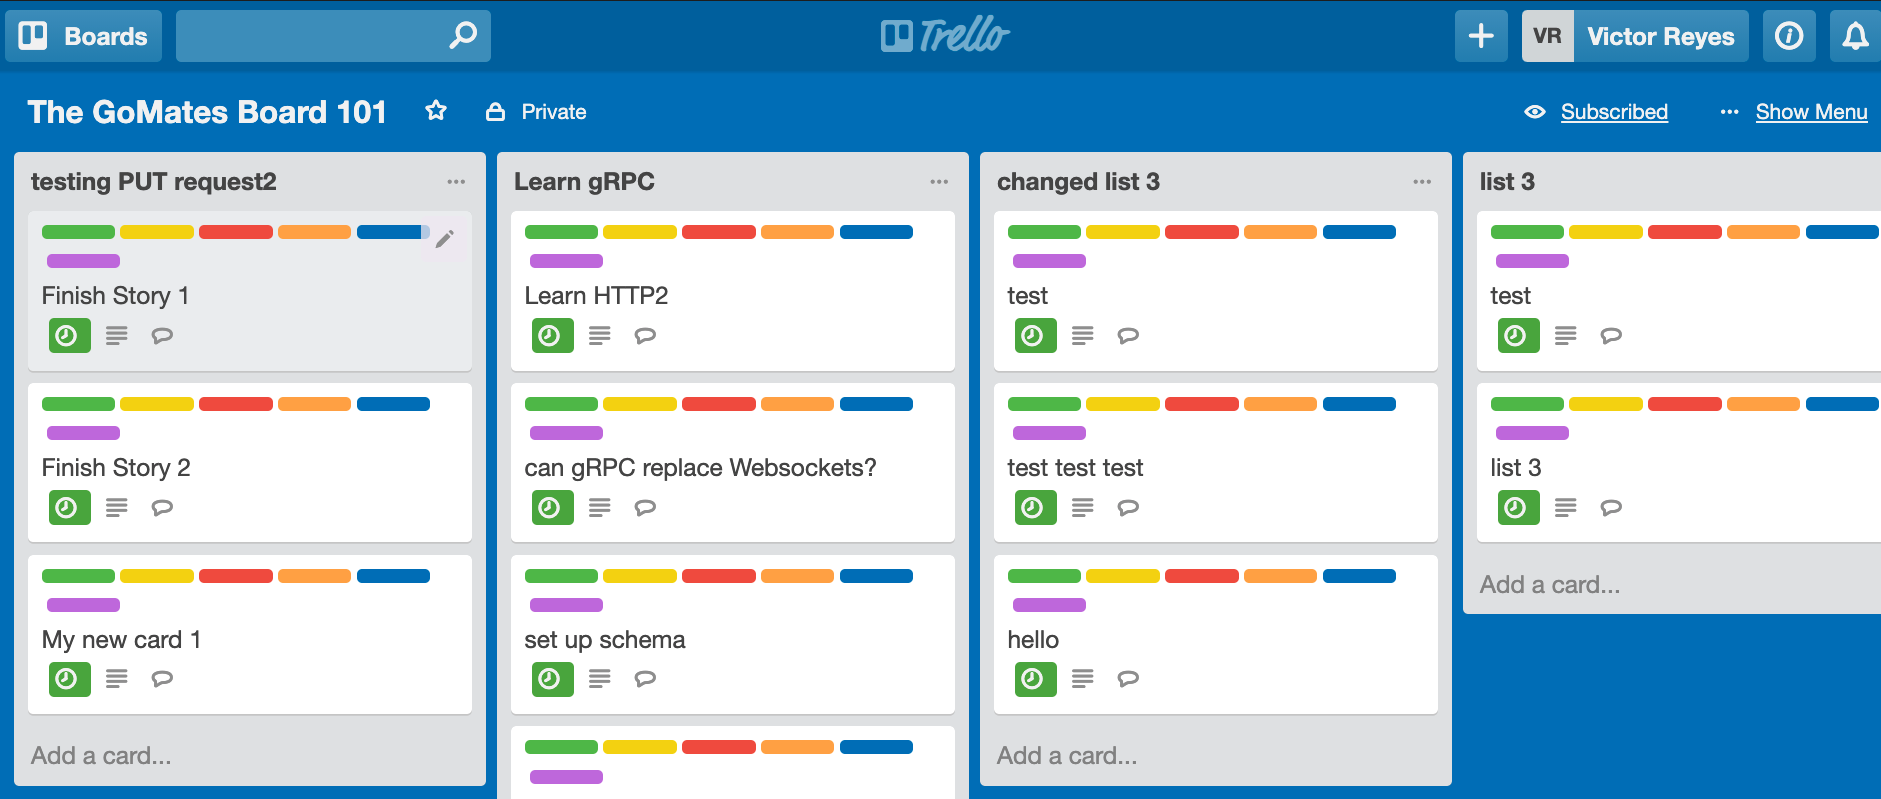 Boards
Trello
VR Victor Reyes
The GoMates Board 101
Private
Subscribed
... Show Menu
testing PUT request2
Finish Story 1
Finish Story 2
My new card 1
Add a card...
Learn gRPC
Learn HTTP2
can gRPC replace Websockets?
set up schema
changed list 3
test
test test test
hello
Add a card...
list 3
test
list 3
Add a card...